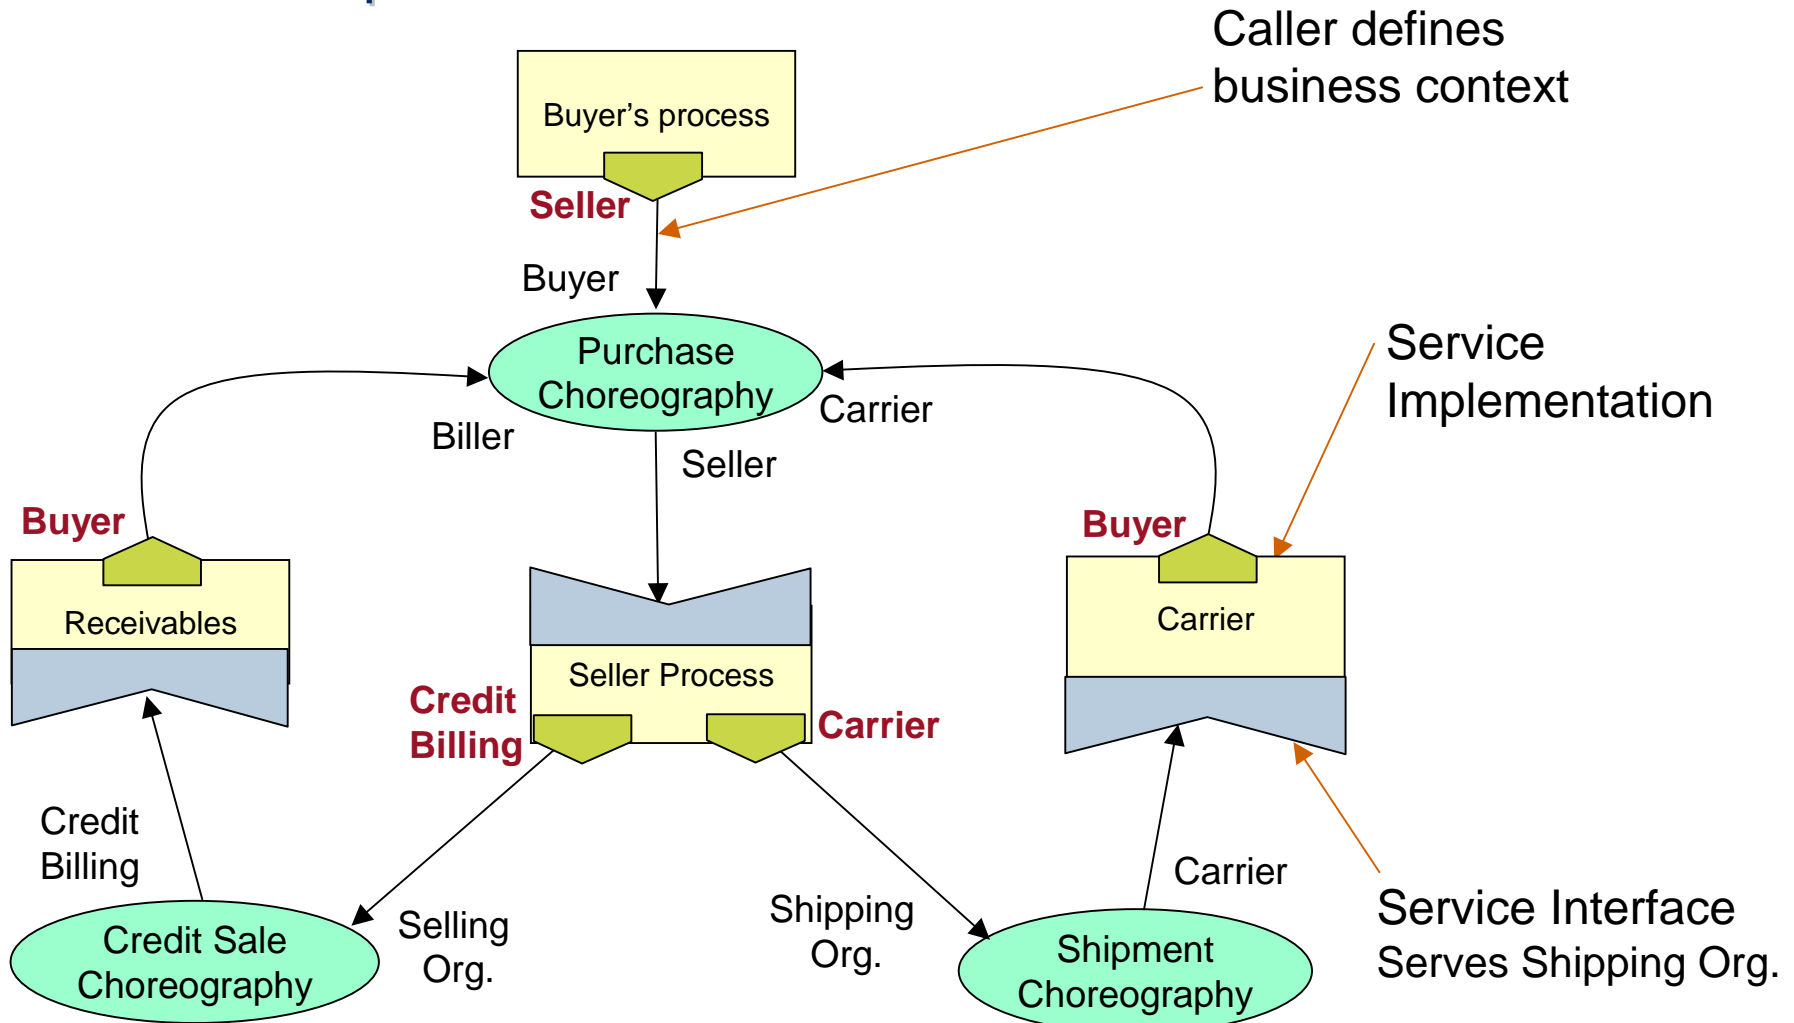 Caller defines
business context
Buyer’s process
Seller
Buyer
Purchase
Choreography
Carrier
Biller
Seller
Service
Implementation
Buyer
Buyer
Receivables
Carrier
Seller Process
Credit
Billing
Carrier
Credit
Billing
Carrier
Selling
Org.
Shipping
Org.
Credit Sale
Choreography
Shipment
Choreography
Service Interface
Serves Shipping Org.